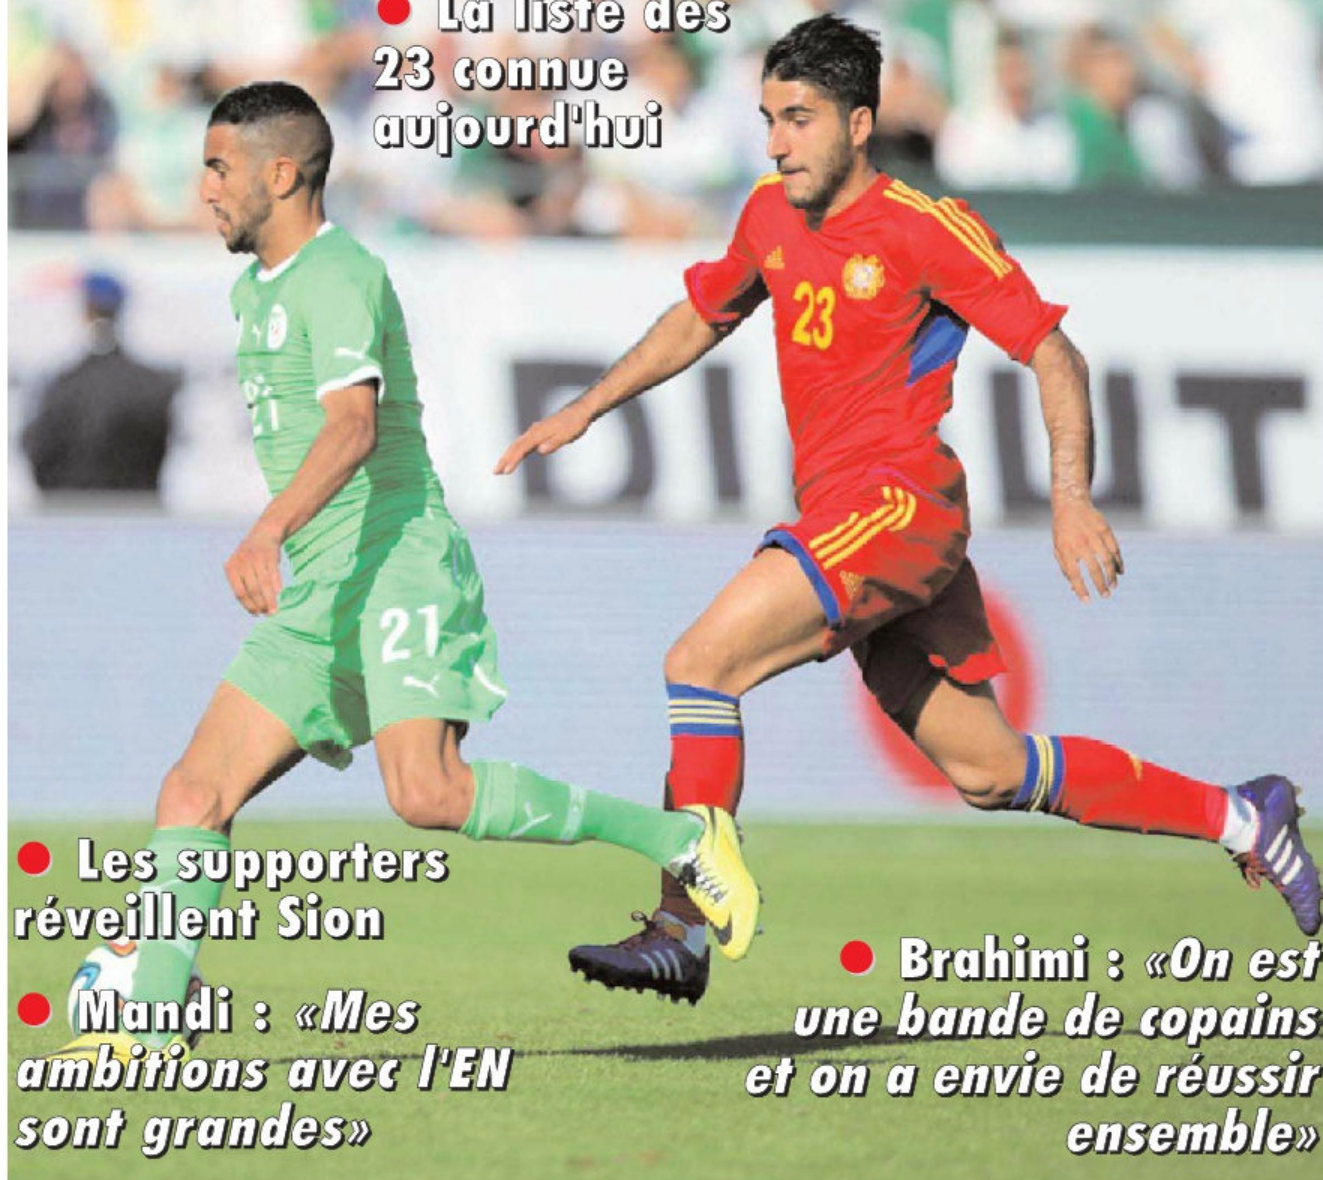 ● La liste des
23 connue
aujourd'hui
23
21
21
● Les supporters
réveillent Sion
● Mandi : «Mes
ambitions avec l'EN
sont grandes»
● Brahimi : «On est
une bande de copains
et on a envie de réussir
ensemble»